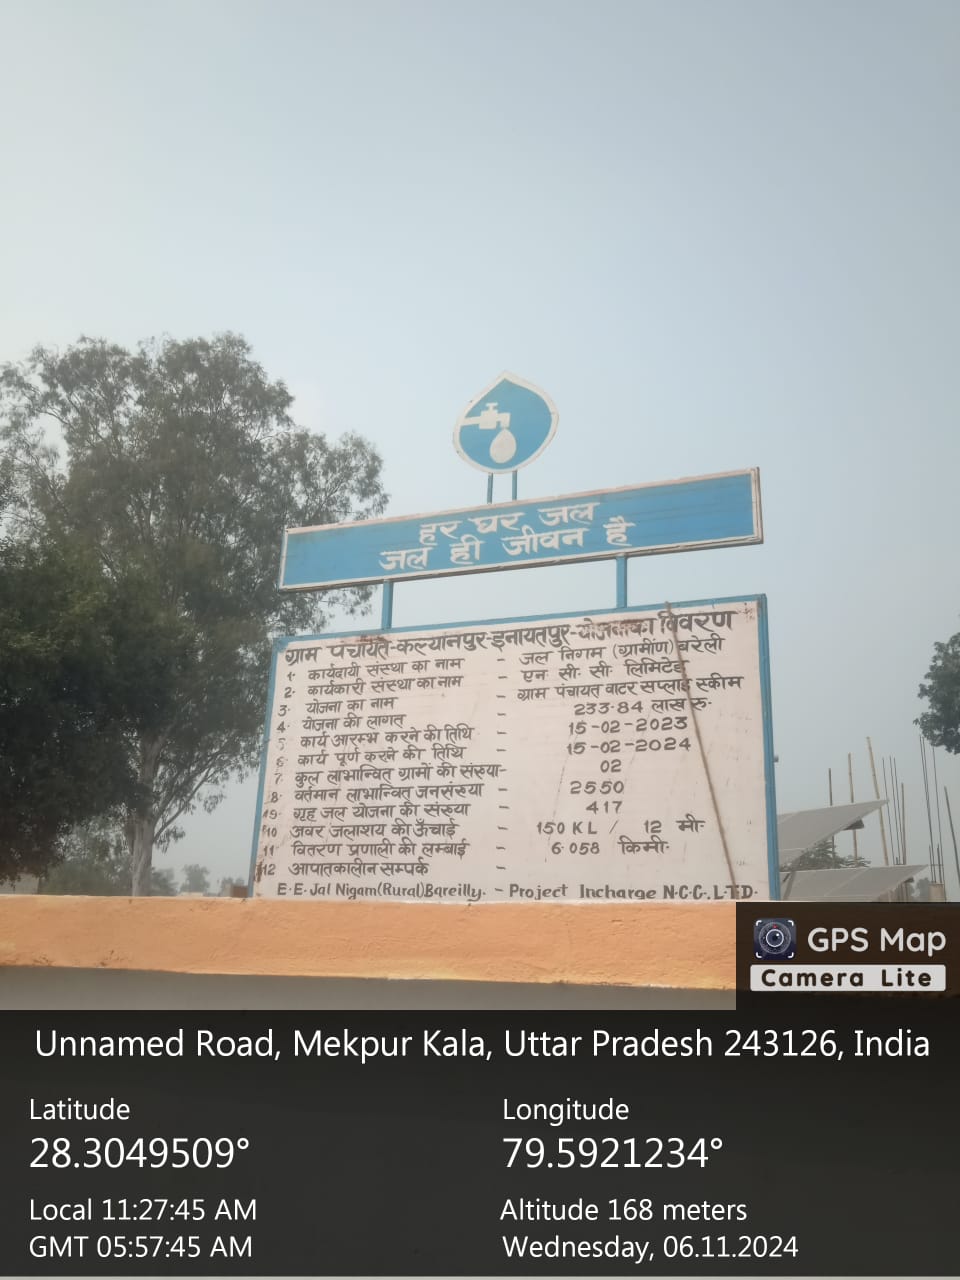 हर घर जल
जल ही जीवन है
ग्राम पंचायत-कल्यानपुर-इनायतपुर-योजना का विवरण
1· कार्यदायी संस्था का नाम - जल निगम (ग्रामीण) बरेली
2· कार्यकारी संस्था का नाम - एन· सी· सी· लिमिटेड
3· योजना का नाम - ग्राम पंचायत वाटर सप्लाई स्कीम
4· योजना की लागत - 233·84 लाख रु·
5 कार्य आरम्भ करने की तिथि - 15-02-2023
6· कार्य पूर्ण करने की तिथि - 15-02-2024
7· कुल लाभान्वित ग्रामों की संख्या- 02
8· वर्तमान लाभान्वित जनसंख्या - 2550
9· गृह जल योजना की संख्या - 417
10 अवर जलाशय की ऊँचाई - 150 KL / 12 मी·
11 वितरण प्रणाली की लम्बाई - 6·058 किमी·
12 आपातकालीन सम्पर्क -
E·E·Jal Nigam(Rural)Bareilly· - Project Incharge N·C·C·LTD·
GPS Map
Camera Lite
Unnamed Road, Mekpur Kala, Uttar Pradesh 243126, India
Latitude
28.3049509°
Longitude
79.5921234°
Local 11:27:45 AM
GMT 05:57:45 AM
Altitude 168 meters
Wednesday, 06.11.2024